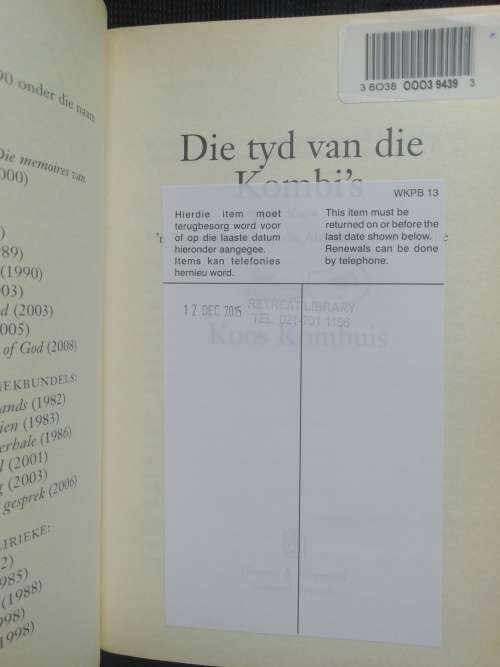 90 onder die naam
Die memoires van
000)
)
989)
(1990)
03)
d (2003)
005)
of God (2008)
IEKBUNDELS:
ands (1982)
ien (1983)
erhale (1986)
l (2001)
g (2003)
gesprek (2006)
LIRIEKE:
2)
985)
(1988)
998)
1998)
3 8038 0003 9439 3
Die tyd van die
Kombi's
WKPB 13
Hierdie item moet
terugbesorg word voor
of op die laaste datum
hieronder aangegee.
Items kan telefonies
hernieu word.
This item must be
returned on or before the
last date shown below.
Renewals can be done
by telephone.
12 DEC 2015
RETREAT LIBRARY
TEL: 021-701 1156
Koos Kombuis